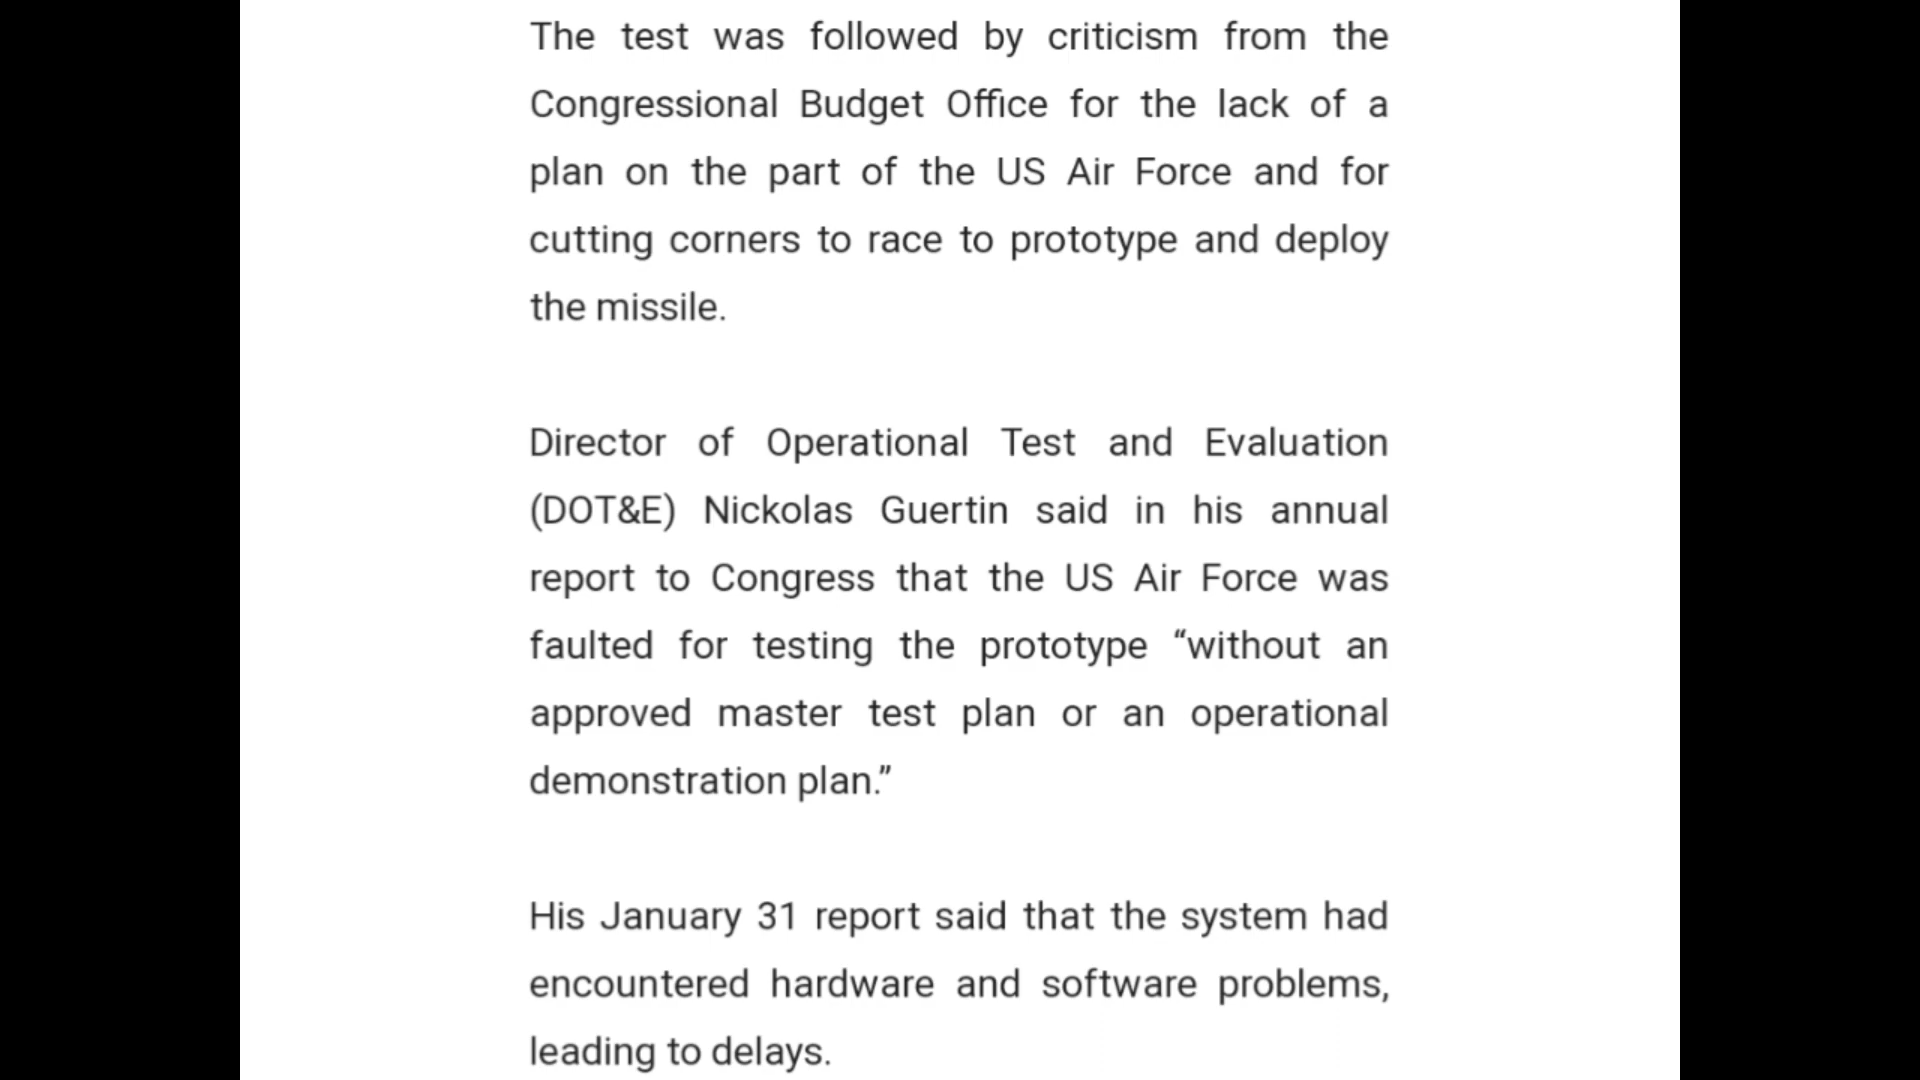 The test was followed by criticism from the
Congressional Budget Office for the lack of a
plan on the part of the US Air Force and for
cutting corners to race to prototype and deploy
the missile.
Director of Operational Test and Evaluation
(DOT&E) Nickolas Guertin said in his annual
report to Congress that the US Air Force was
faulted for testing the prototype “without an
approved master test plan or an operational
demonstration plan.”
His January 31 report said that the system had
encountered hardware and software problems,
leading to delays.